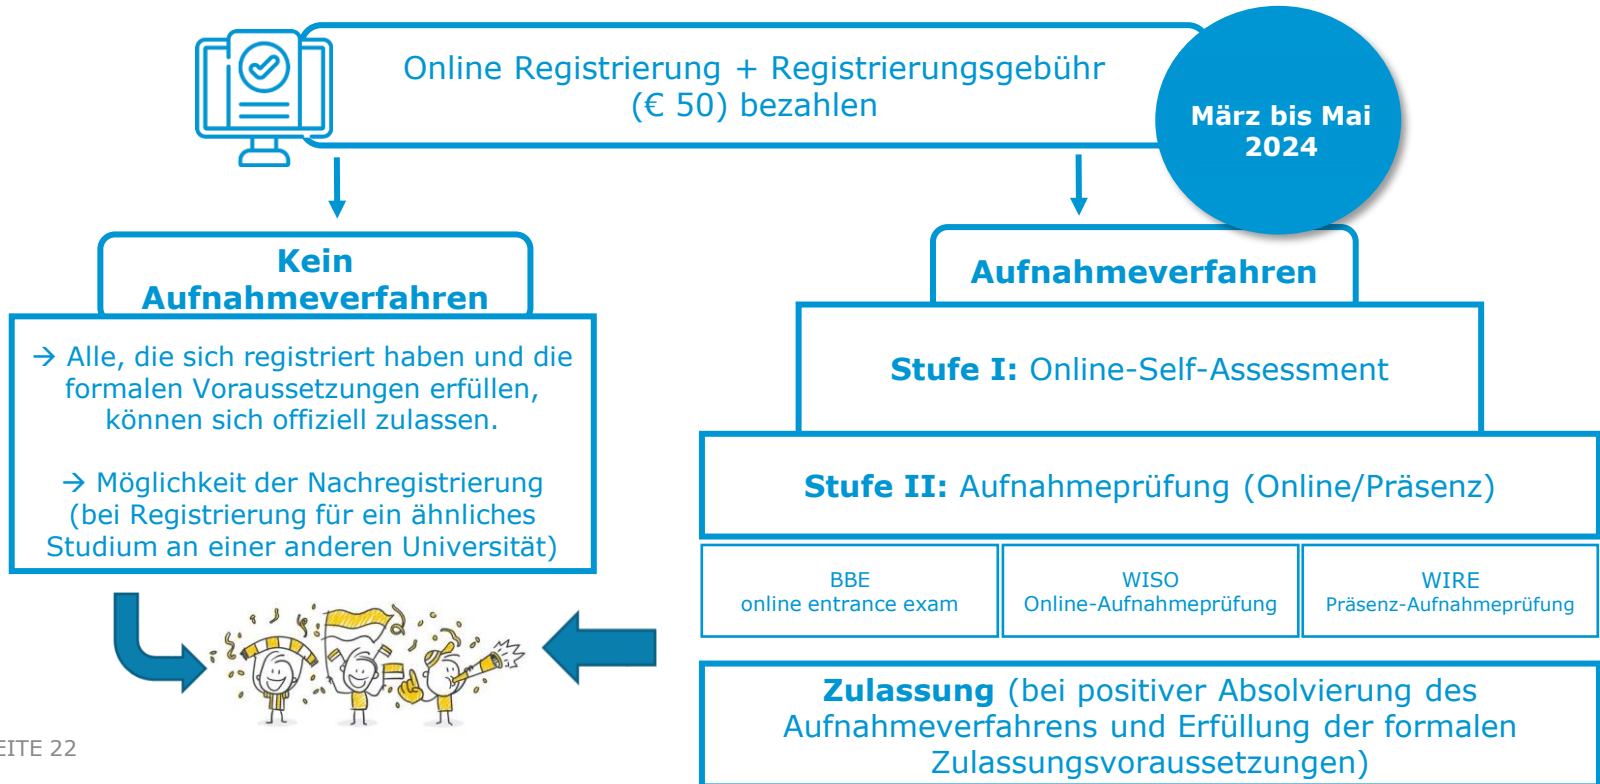 Online Registrierung + Registrierungsgebühr
(€ 50) bezahlen
März bis Mai
2024
Kein
Aufnahmeverfahren
→ Alle, die sich registriert haben und die
formalen Voraussetzungen erfüllen,
können sich offiziell zulassen.
→ Möglichkeit der Nachregistrierung
(bei Registrierung für ein ähnliches
Studium an einer anderen Universität)
Aufnahmeverfahren
Stufe I: Online-Self-Assessment
Stufe II: Aufnahmeprüfung (Online/Präsenz)
BBE
online entrance exam
WISO
Online-Aufnahmeprüfung
WIRE
Präsenz-Aufnahmeprüfung
Zulassung (bei positiver Absolvierung des
Aufnahmeverfahrens und Erfüllung der formalen
Zulassungsvoraussetzungen)
EITE 22